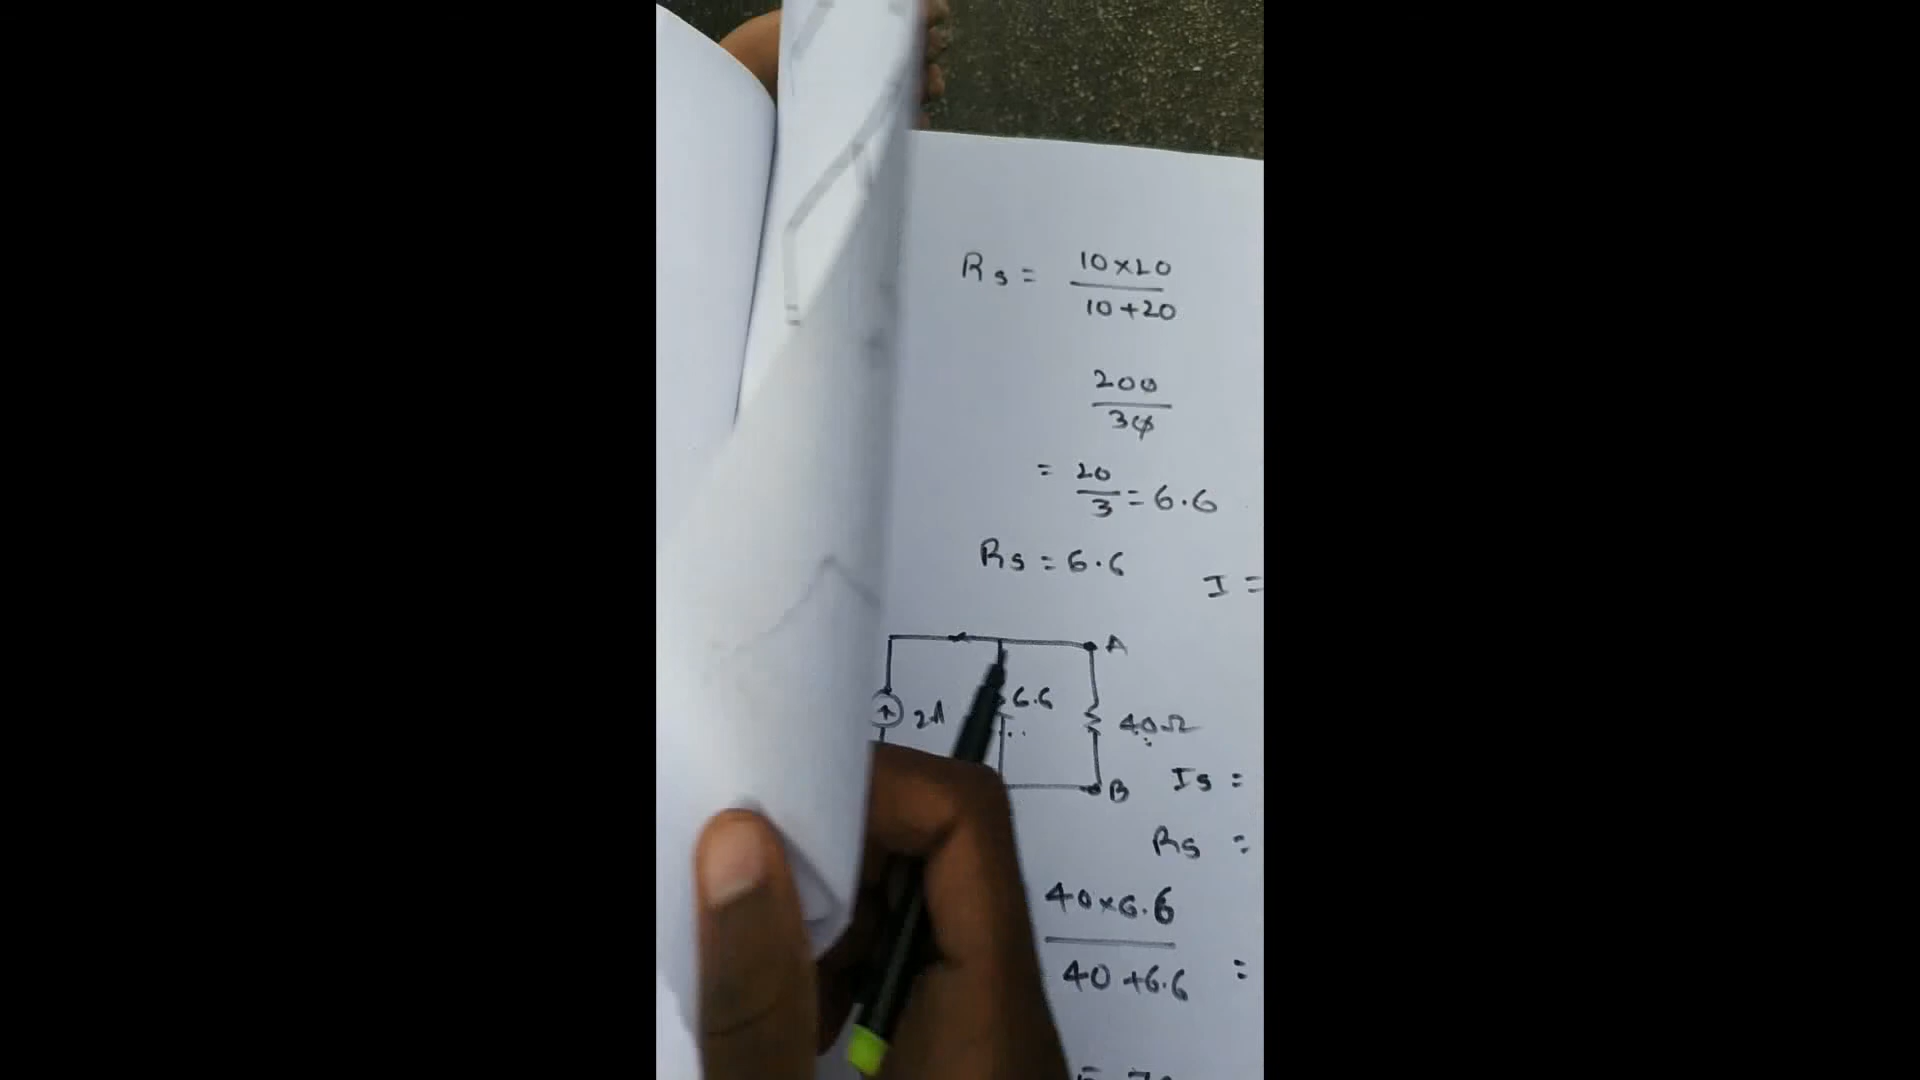 Rs = 10×20
10+20
200
30
= 20
3 = 6.6
Rs = 6.6
I =
A
6.6
2A
40Ω
Is =
B
Rs =
40×6.6
40+6.6 =